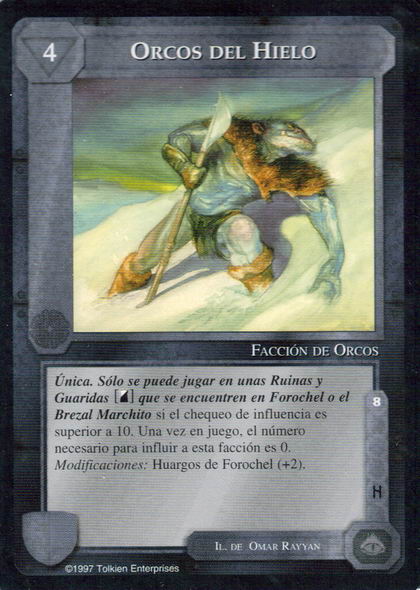 4
ORCOS DEL HIELO
FACCIÓN DE ORCOS
Única. Sólo se puede jugar en unas Ruinas y
Guaridas [] que se encuentren en Forochel o el
Brezal Marchito si el chequeo de influencia es
superior a 10. Una vez en juego, el número
necesario para influir a esta facción es 0.
Modificaciones: Huargos de Forochel (+2).
8
IL. DE OMAR RAYYAN
©1997 Tolkien Enterprises